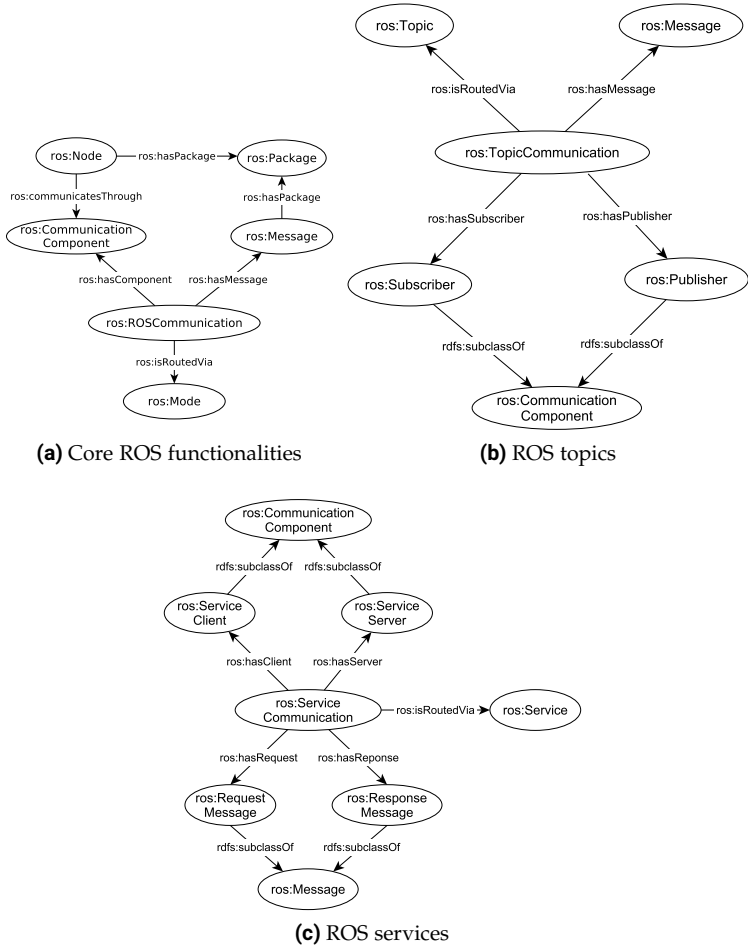 ros:Node
ros:hasPackage
ros:Package
ros:communicatesThrough
ros:hasPackage
ros:Communication
Component
ros:Message
ros:hasComponent
ros:hasMessage
ros:ROSCommunication
ros:isRoutedVia
ros:Mode
(a) Core ROS functionalities
ros:Topic
ros:Message
ros:isRoutedVia
ros:hasMessage
ros:TopicCommunication
ros:hasSubscriber
ros:hasPublisher
ros:Subscriber
ros:Publisher
rdfs:subclassOf
rdfs:subclassOf
ros:Communication
Component
(b) ROS topics
ros:Communication
Component
rdfs:subclassOf
rdfs:subclassOf
ros:Service
Client
ros:Service
Server
ros:hasClient
ros:hasServer
ros:Service
Communication
ros:isRoutedVia
ros:Service
ros:hasRequest
ros:hasReponse
ros:Request
Message
ros:Response
Message
rdfs:subclassOf
rdfs:subclassOf
ros:Message
(c) ROS services